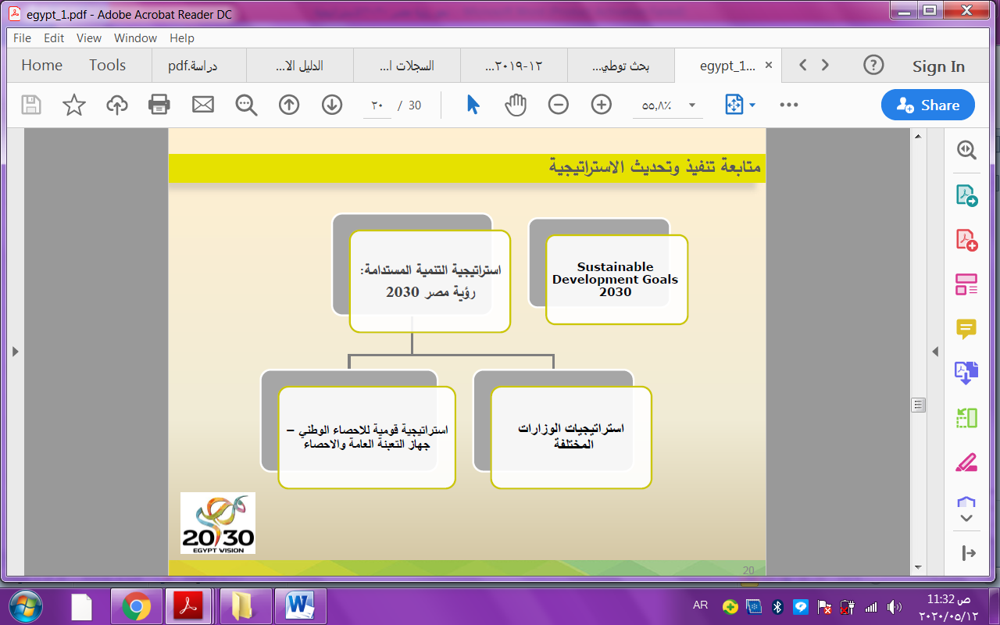 egypt_1.pdf - Adobe Acrobat Reader DC
File Edit View Window Help
Home Tools دراسة.pdf الدليل الا... السجلات ا... ١٢-٢٠١٩... بحث توطي... egypt_1... Sign In
٢٠ / 30 ٥٥,٨٪ Share
متابعة تنفيذ وتحديث الاستراتيجية
استراتيجية التنمية المستدامة:
رؤية مصر 2030
Sustainable
Development Goals
2030
استراتيجيات الوزارات
المختلفة
استراتيجية قومية للاحصاء الوطني –
جهاز التعبئة العامة والاحصاء
2030
EGYPT VISION
20
AR
11:32 ص
٢٠٢٠/٠٥/١٢